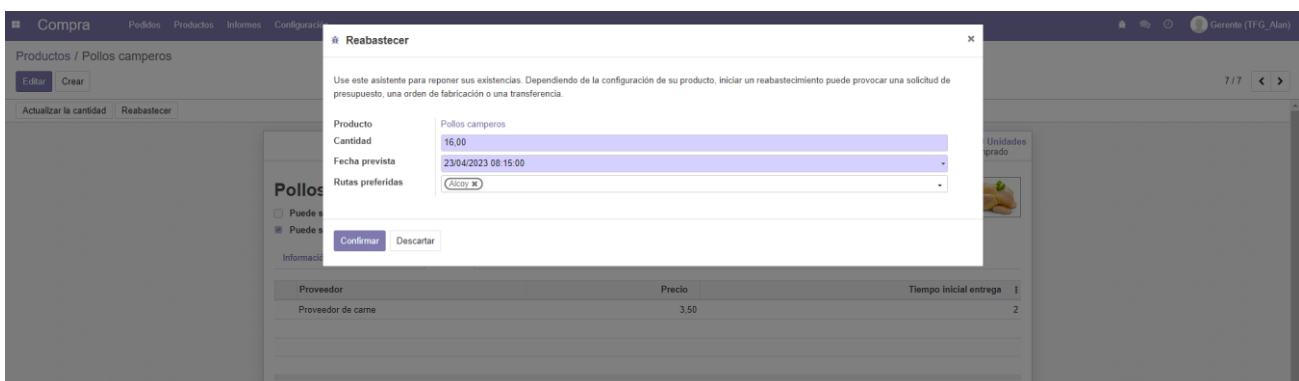 Compra Pedidos Productos Informes Configuración Gerente (TFG_Alan)
Reabastecer ×
Productos / Pollos camperos
Editar Crear 7 / 7
Use este asistente para reponer sus existencias. Dependiendo de la configuración de su producto, iniciar un reabastecimiento puede provocar una solicitud de
presupuesto, una orden de fabricación o una transferencia.
Actualizar la cantidad Reabastecer
Producto Pollos camperos
Cantidad 16,00
Unidades
Fecha prevista 23/04/2023 08:15:00
Rutas preferidas Alcoy ×
Pollos
Puede s
Puede s
Confirmar Descartar
Informació
Proveedor Precio Tiempo inicial entrega
Proveedor de carne 3,50 2